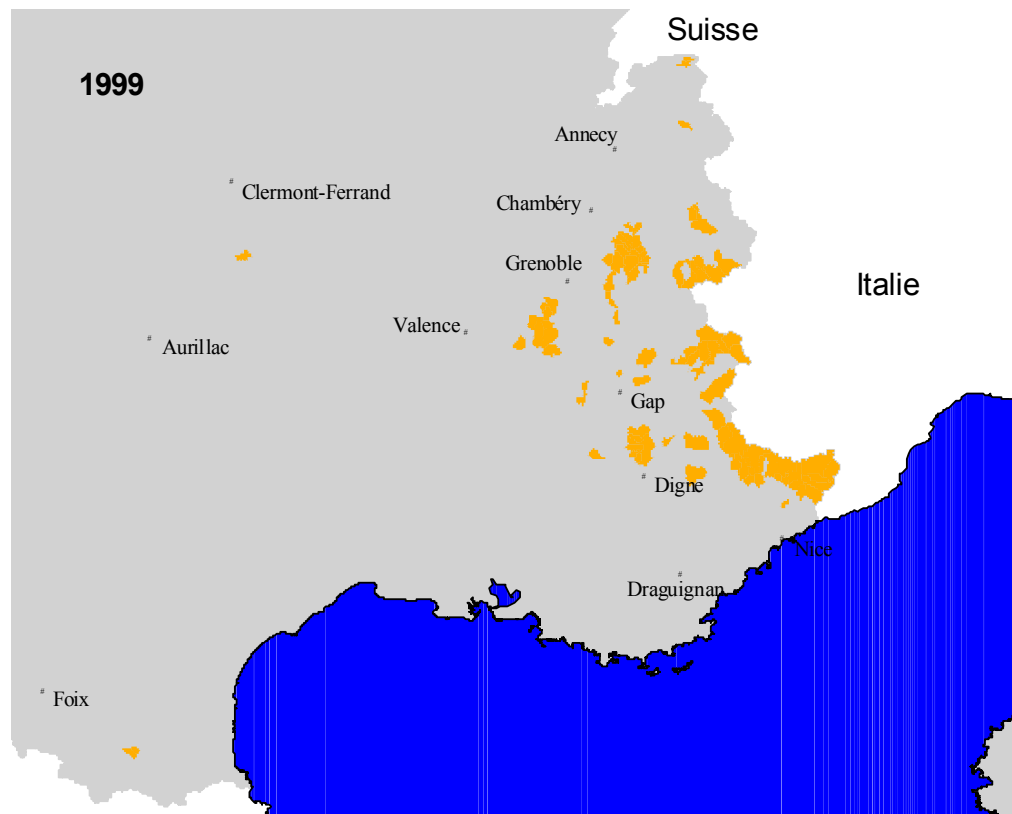 Suisse
1999
Annecy
Clermont-Ferrand
Chambéry
Grenoble
Italie
Valence
Aurillac
Gap
Digne
Nice
Draguignan
Foix